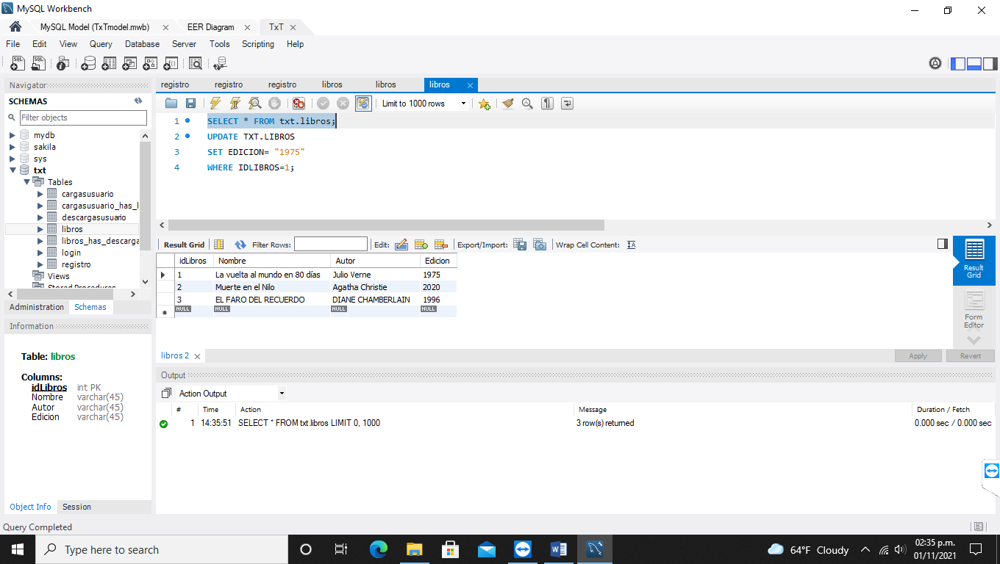 MySQL Workbench
MySQL Model (TxTmodel.mwb) EER Diagram TxT
File Edit View Query Database Server Tools Scripting Help
Navigator
SCHEMAS
Filter objects
mydb
sakila
sys
txt
Tables
cargasusuario
cargasusuario_has_l
descargasusuario
libros
libros_has_descarga
login
registro
Views
Stored Procedures
Administration Schemas
Information
Table: libros
Columns:
idLibros int PK
Nombre varchar(45)
Autor varchar(45)
Edicion varchar(45)
Object Info Session
registro registro registro libros libros libros
Limit to 1000 rows
1 SELECT * FROM txt.libros;
2 UPDATE TXT.LIBROS
3 SET EDICION= "1975"
4 WHERE IDLIBROS=1;
Result Grid Filter Rows: Edit: Export/Import: Wrap Cell Content:
idLibros Nombre Autor Edicion
1 La vuelta al mundo en 80 días Julio Verne 1975
2 Muerte en el Nilo Agatha Christie 2020
3 EL FARO DEL RECUERDO DIANE CHAMBERLAIN 1996
NULL NULL NULL NULL
Result
Grid
Form
Editor
libros 2
Apply Revert
Output
Action Output
# Time Action Message Duration / Fetch
1 14:35:51 SELECT * FROM txt.libros LIMIT 0, 1000 3 row(s) returned 0.000 sec / 0.000 sec
Query Completed
Type here to search
64°F Cloudy
02:35 p.m.
01/11/2021